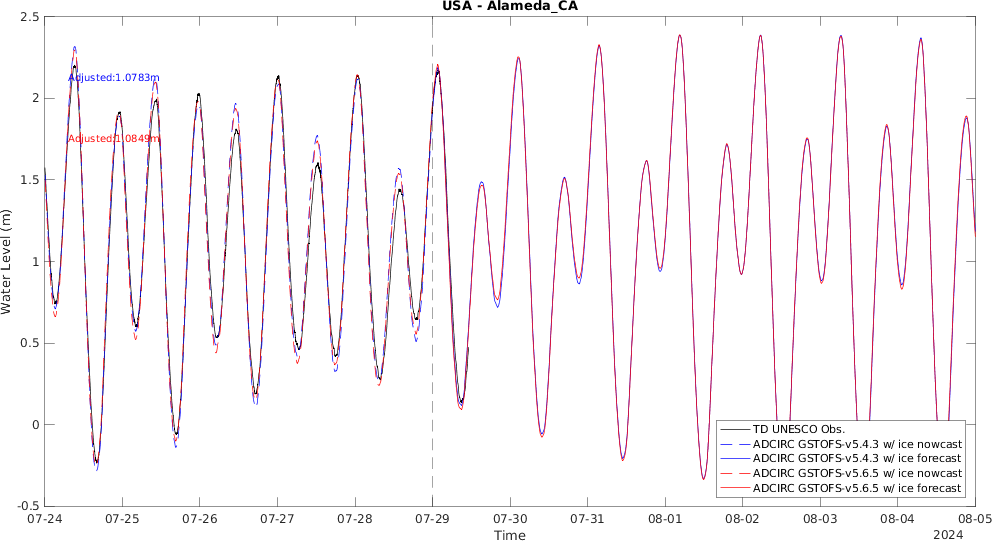 USA - Alameda_CA
2.5
2
1.5
1
0.5
0
-0.5
Water Level (m)
Adjusted:1.0783m
Adjusted:1.0849m
TD UNESCO Obs.
ADCIRC GSTOFS-v5.4.3 w/ ice nowcast
ADCIRC GSTOFS-v5.4.3 w/ ice forecast
ADCIRC GSTOFS-v5.6.5 w/ ice nowcast
ADCIRC GSTOFS-v5.6.5 w/ ice forecast
07-24 07-25 07-26 07-27 07-28 07-29 07-30 07-31 08-01 08-02 08-03 08-04 08-05
Time
2024